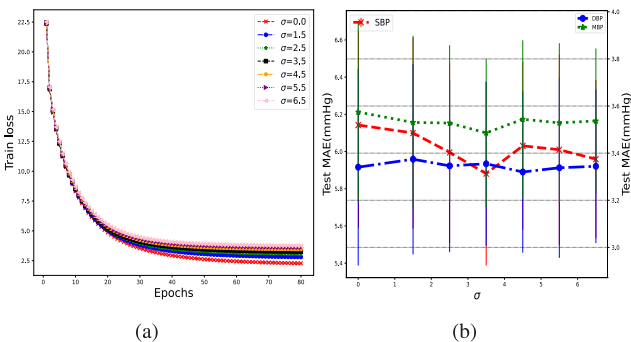 22.5
20.0
17.5
15.0
12.5
10.0
7.5
5.0
2.5
Train loss
0 10 20 30 40 50 60 70 80
Epochs
σ=0.0
σ=1.5
σ=2.5
σ=3.5
σ=4.5
σ=5.5
σ=6.5
(a)
6.6
6.4
6.2
6.0
5.8
5.6
5.4
Test MAE(mmHg)
SBP
DBP
MBP
0 1 2 3 4 5 6
σ
4.0
3.8
3.6
3.4
3.2
3.0
Test MAE(mmHg)
(b)